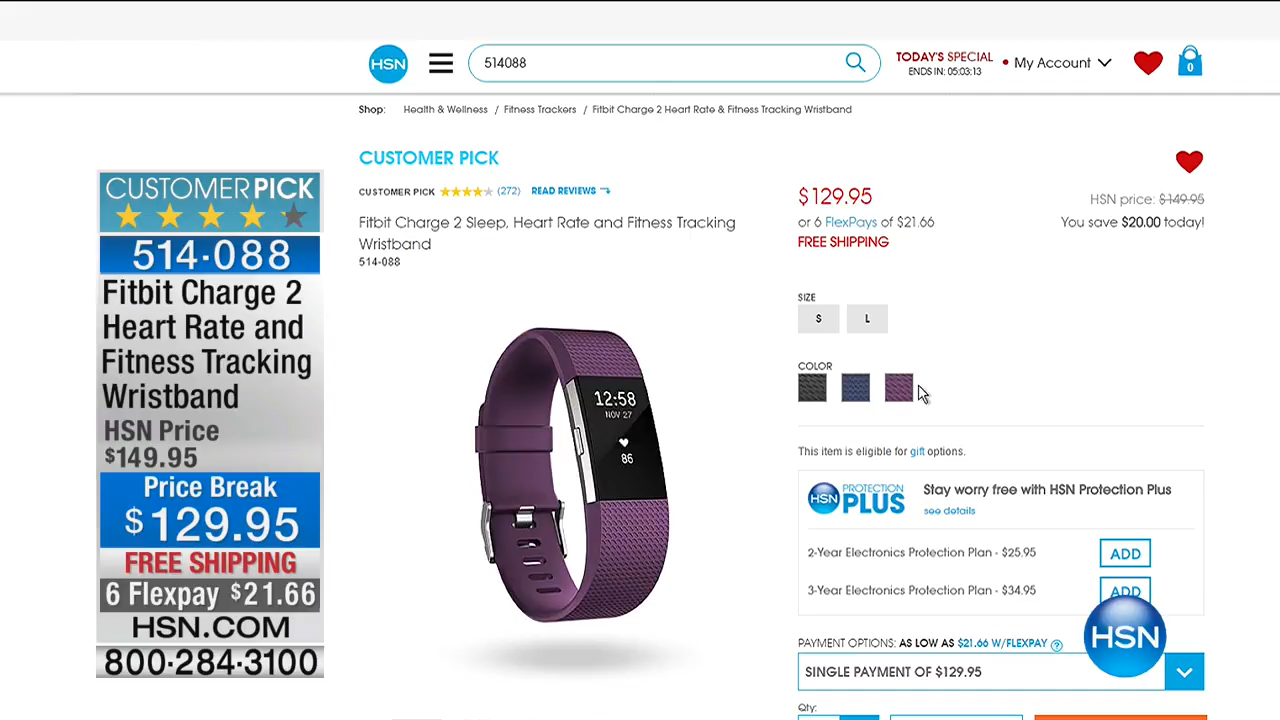 HSN
514088
TODAY'S SPECIAL
ENDS IN: 05:03:13
My Account
0
Shop: Health & Wellness / Fitness Trackers / Fitbit Charge 2 Heart Rate & Fitness Tracking Wristband
CUSTOMER PICK
CUSTOMER PICK (272) READ REVIEWS
Fitbit Charge 2 Sleep, Heart Rate and Fitness Tracking
Wristband
514-088
$129.95
HSN price: $149.95
or 6 FlexPays of $21.66
You save $20.00 today!
FREE SHIPPING
SIZE
S L
COLOR
This item is eligible for gift options.
HSN PROTECTION PLUS
Stay worry free with HSN Protection Plus
see details
2-Year Electronics Protection Plan - $25.95 ADD
3-Year Electronics Protection Plan - $34.95 ADD
HSN
PAYMENT OPTIONS: AS LOW AS $21.66 W/FLEXPAY ?
SINGLE PAYMENT OF $129.95
Qty:
12:58
NOV 27
86
CUSTOMER PICK
514-088
Fitbit Charge 2
Heart Rate and
Fitness Tracking
Wristband
HSN Price
$149.95
Price Break
$129.95
FREE SHIPPING
6 Flexpay $21.66
HSN.COM
800-284-3100